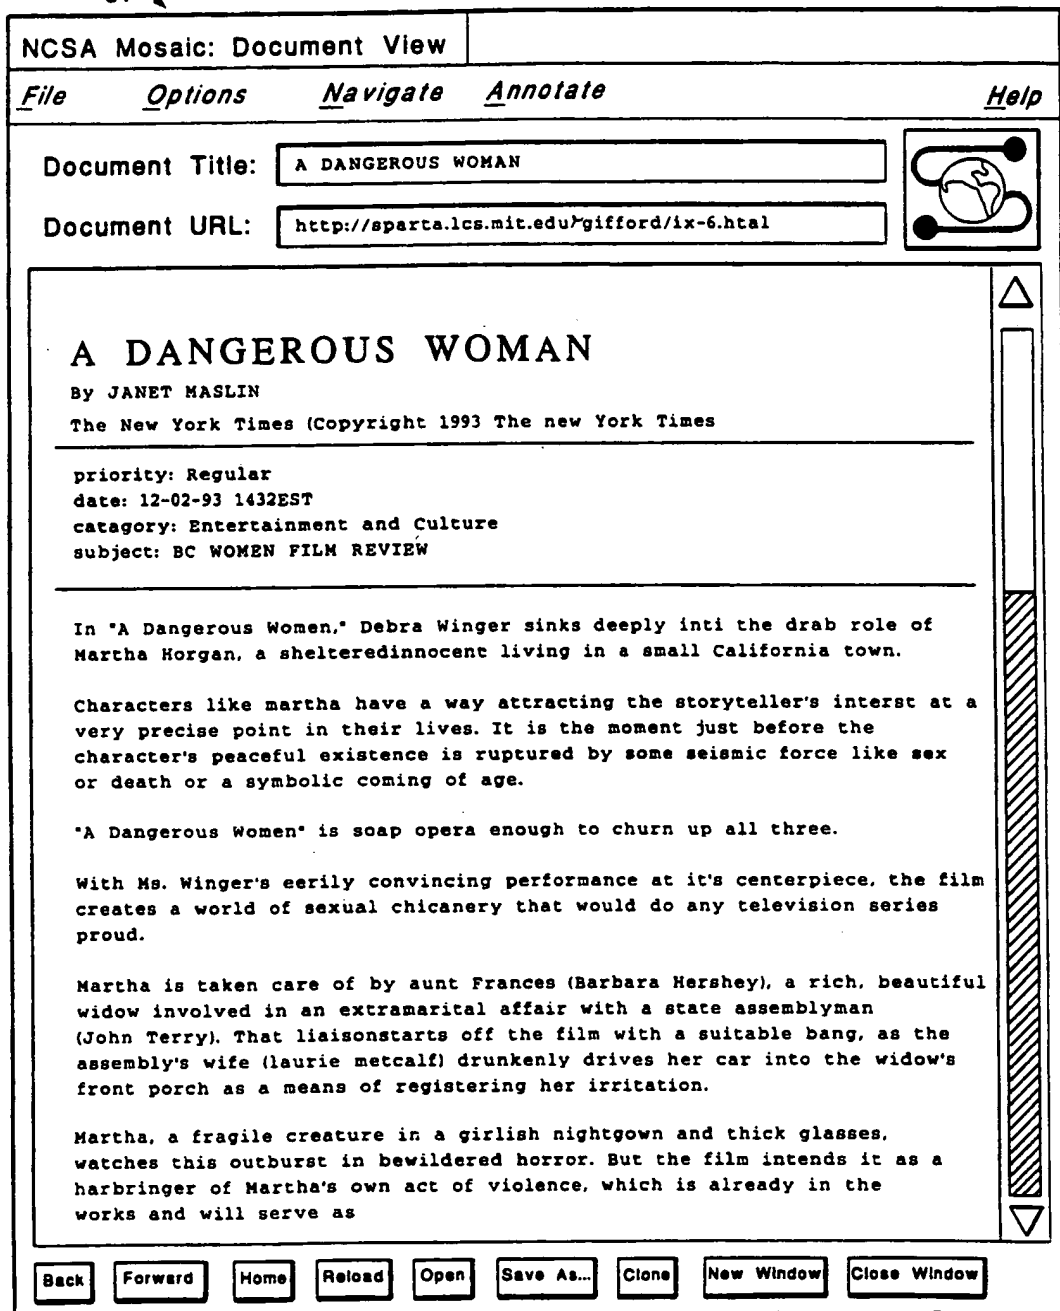 NCSA Mosaic: Document View
File Options Navigate Annotate Help
Document Title: A DANGEROUS WOMAN
Document URL: http://sparta.lcs.mit.edu/gifford/ix-6.html
A DANGEROUS WOMAN
By JANET MASLIN
The New York Times (Copyright 1993 The new York Times
priority: Regular
date: 12-02-93 1432EST
catagory: Entertainment and Culture
subject: BC WOMEN FILM REVIEW
In "A Dangerous Women," Debra Winger sinks deeply inti the drab role of
Martha Horgan, a shelteredinnocent living in a small California town.
Characters like martha have a way attracting the storyteller's interst at a
very precise point in their lives. It is the moment just before the
character's peaceful existence is ruptured by some seismic force like sex
or death or a symbolic coming of age.
"A Dangerous Women" is soap opera enough to churn up all three.
With Ms. Winger's eerily convincing performance at it's centerpiece, the film
creates a world of sexual chicanery that would do any television series
proud.
Martha is taken care of by aunt Frances (Barbara Hershey), a rich, beautiful
widow involved in an extramarital affair with a state assemblyman
(John Terry). That liaisonstarts off the film with a suitable bang, as the
assembly's wife (laurie metcalf) drunkenly drives her car into the widow's
front porch as a means of registering her irritation.
Martha, a fragile creature in a girlish nightgown and thick glasses,
watches this outburst in bewildered horror. But the film intends it as a
harbringer of Martha's own act of violence, which is already in the
works and will serve as
Back Forward Home Reload Open Save As... Clone New Window Close Window